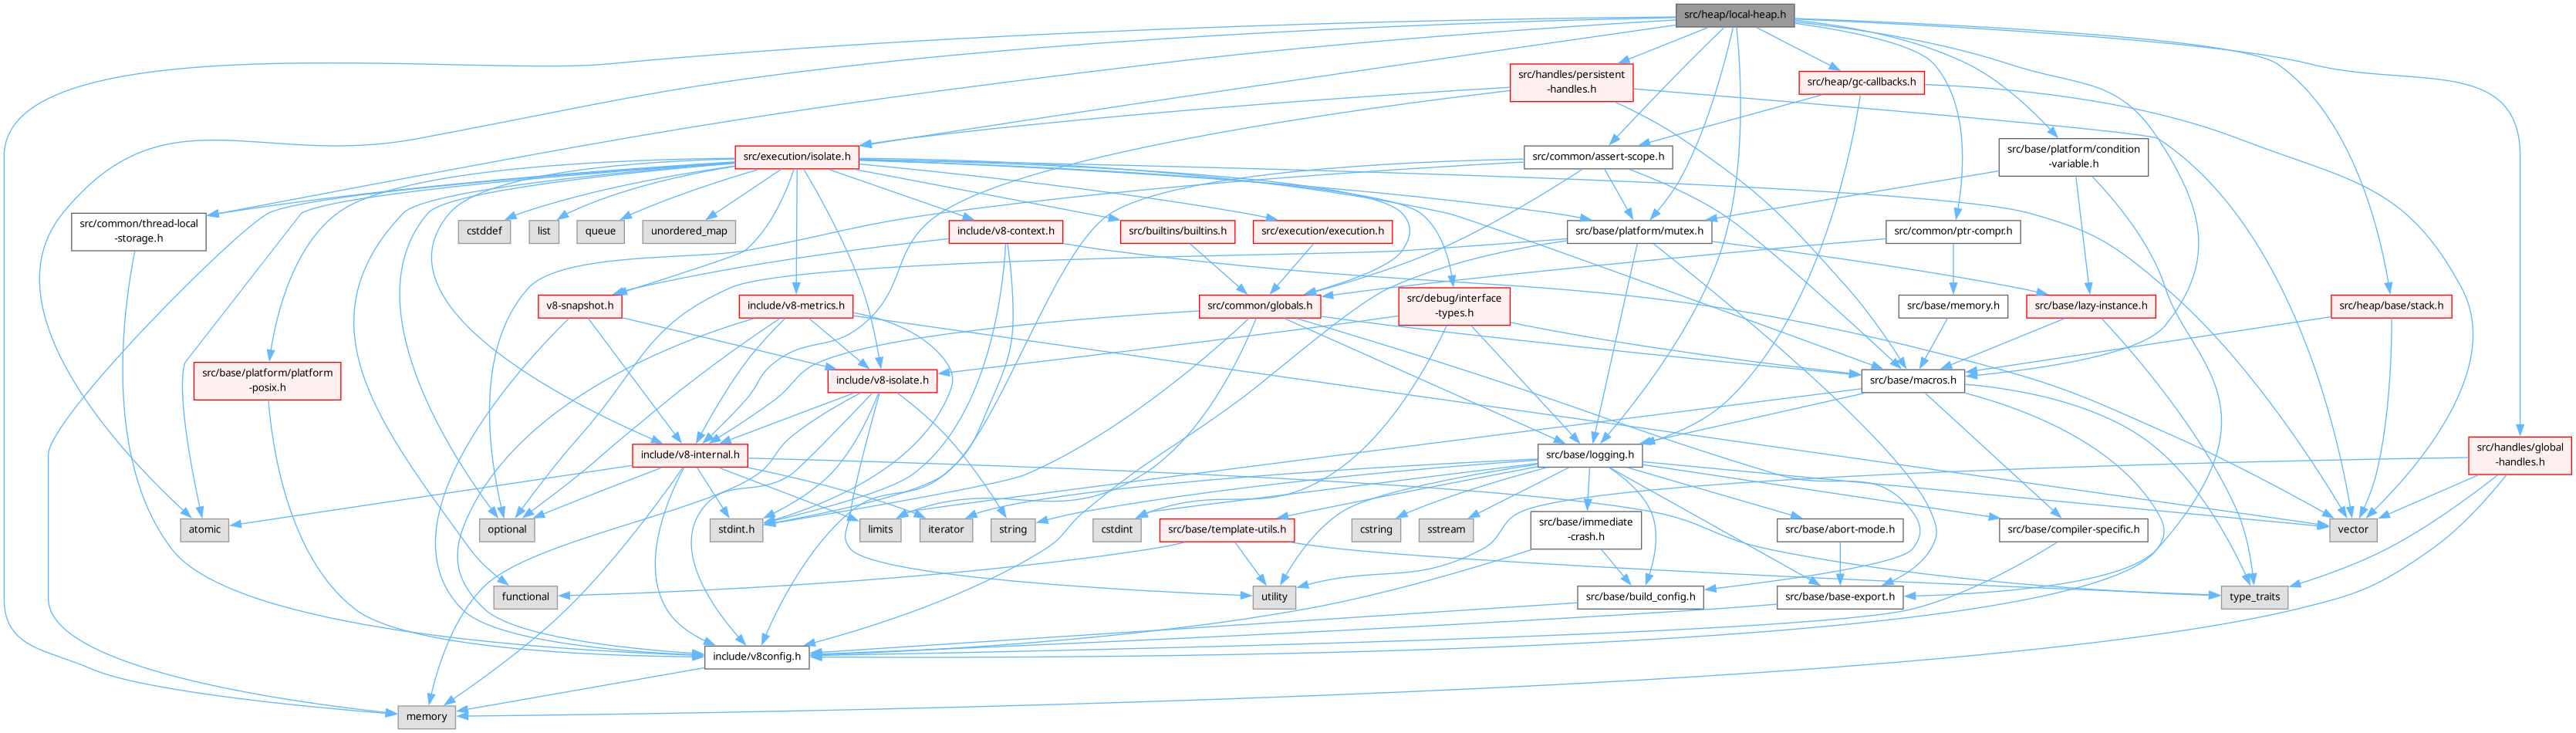 src/heap/local-heap.h
src/handles/persistent
-handles.h
src/heap/gc-callbacks.h
src/execution/isolate.h
src/common/assert-scope.h
src/base/platform/condition
-variable.h
src/common/thread-local
-storage.h
cstddef
list
queue
unordered_map
include/v8-context.h
src/builtins/builtins.h
src/execution/execution.h
src/base/platform/mutex.h
src/common/ptr-compr.h
v8-snapshot.h
include/v8-metrics.h
src/common/globals.h
src/debug/interface
-types.h
src/base/memory.h
src/base/lazy-instance.h
src/heap/base/stack.h
src/base/platform/platform
-posix.h
include/v8-isolate.h
src/base/macros.h
include/v8-internal.h
src/base/logging.h
src/handles/global
-handles.h
atomic
optional
stdint.h
limits
iterator
string
cstdint
src/base/template-utils.h
cstring
sstream
src/base/immediate
-crash.h
src/base/abort-mode.h
src/base/compiler-specific.h
vector
functional
utility
src/base/build_config.h
src/base/base-export.h
type_traits
include/v8config.h
memory